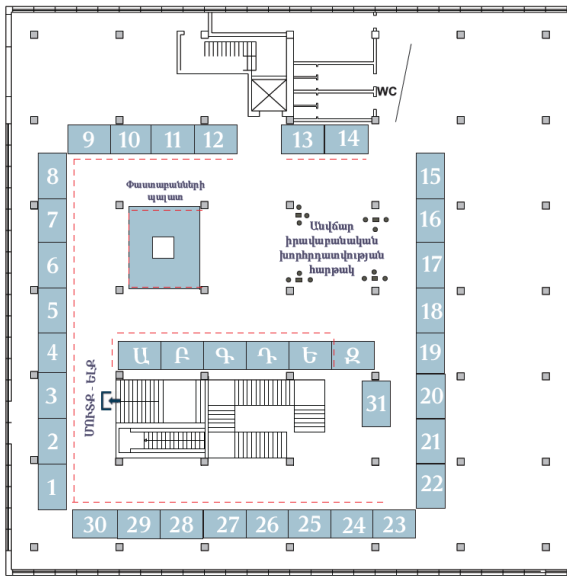 WC
9 10 11 12 13 14
8 15
Փաստաբանների
պալատ
7 16
Անվճար
իրավաբանական
խորհրդատվության
հարթակ
6 17
5 18
4 Ա Բ Գ Դ Ե Զ 19
ՄՈՒՏՔ - ԵԼՔ
3 31 20
2 21
1 22
30 29 28 27 26 25 24 23